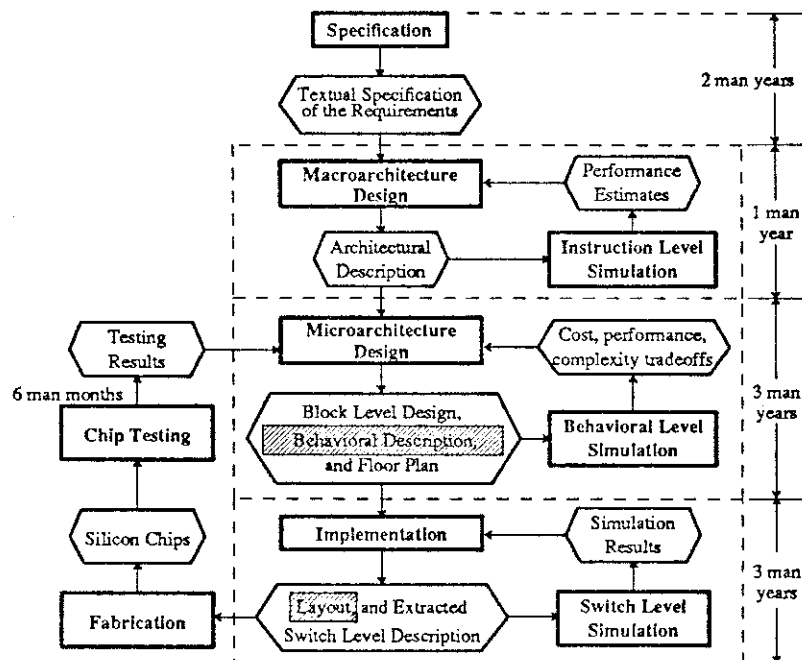 Specification
2 man years
Textual Specification
of the Requirements
Macroarchitecture
Design
Performance
Estimates
1 man
year
Architectural
Description
Instruction Level
Simulation
Testing
Results
Microarchitecture
Design
Cost, performance,
complexity tradeoffs
6 man months
3 man
years
Chip Testing
Block Level Design,
Behavioral Description,
and Floor Plan
Behavioral Level
Simulation
Silicon Chips
Implementation
Simulation
Results
3 man
years
Fabrication
Layout, and Extracted
Switch Level Description
Switch Level
Simulation